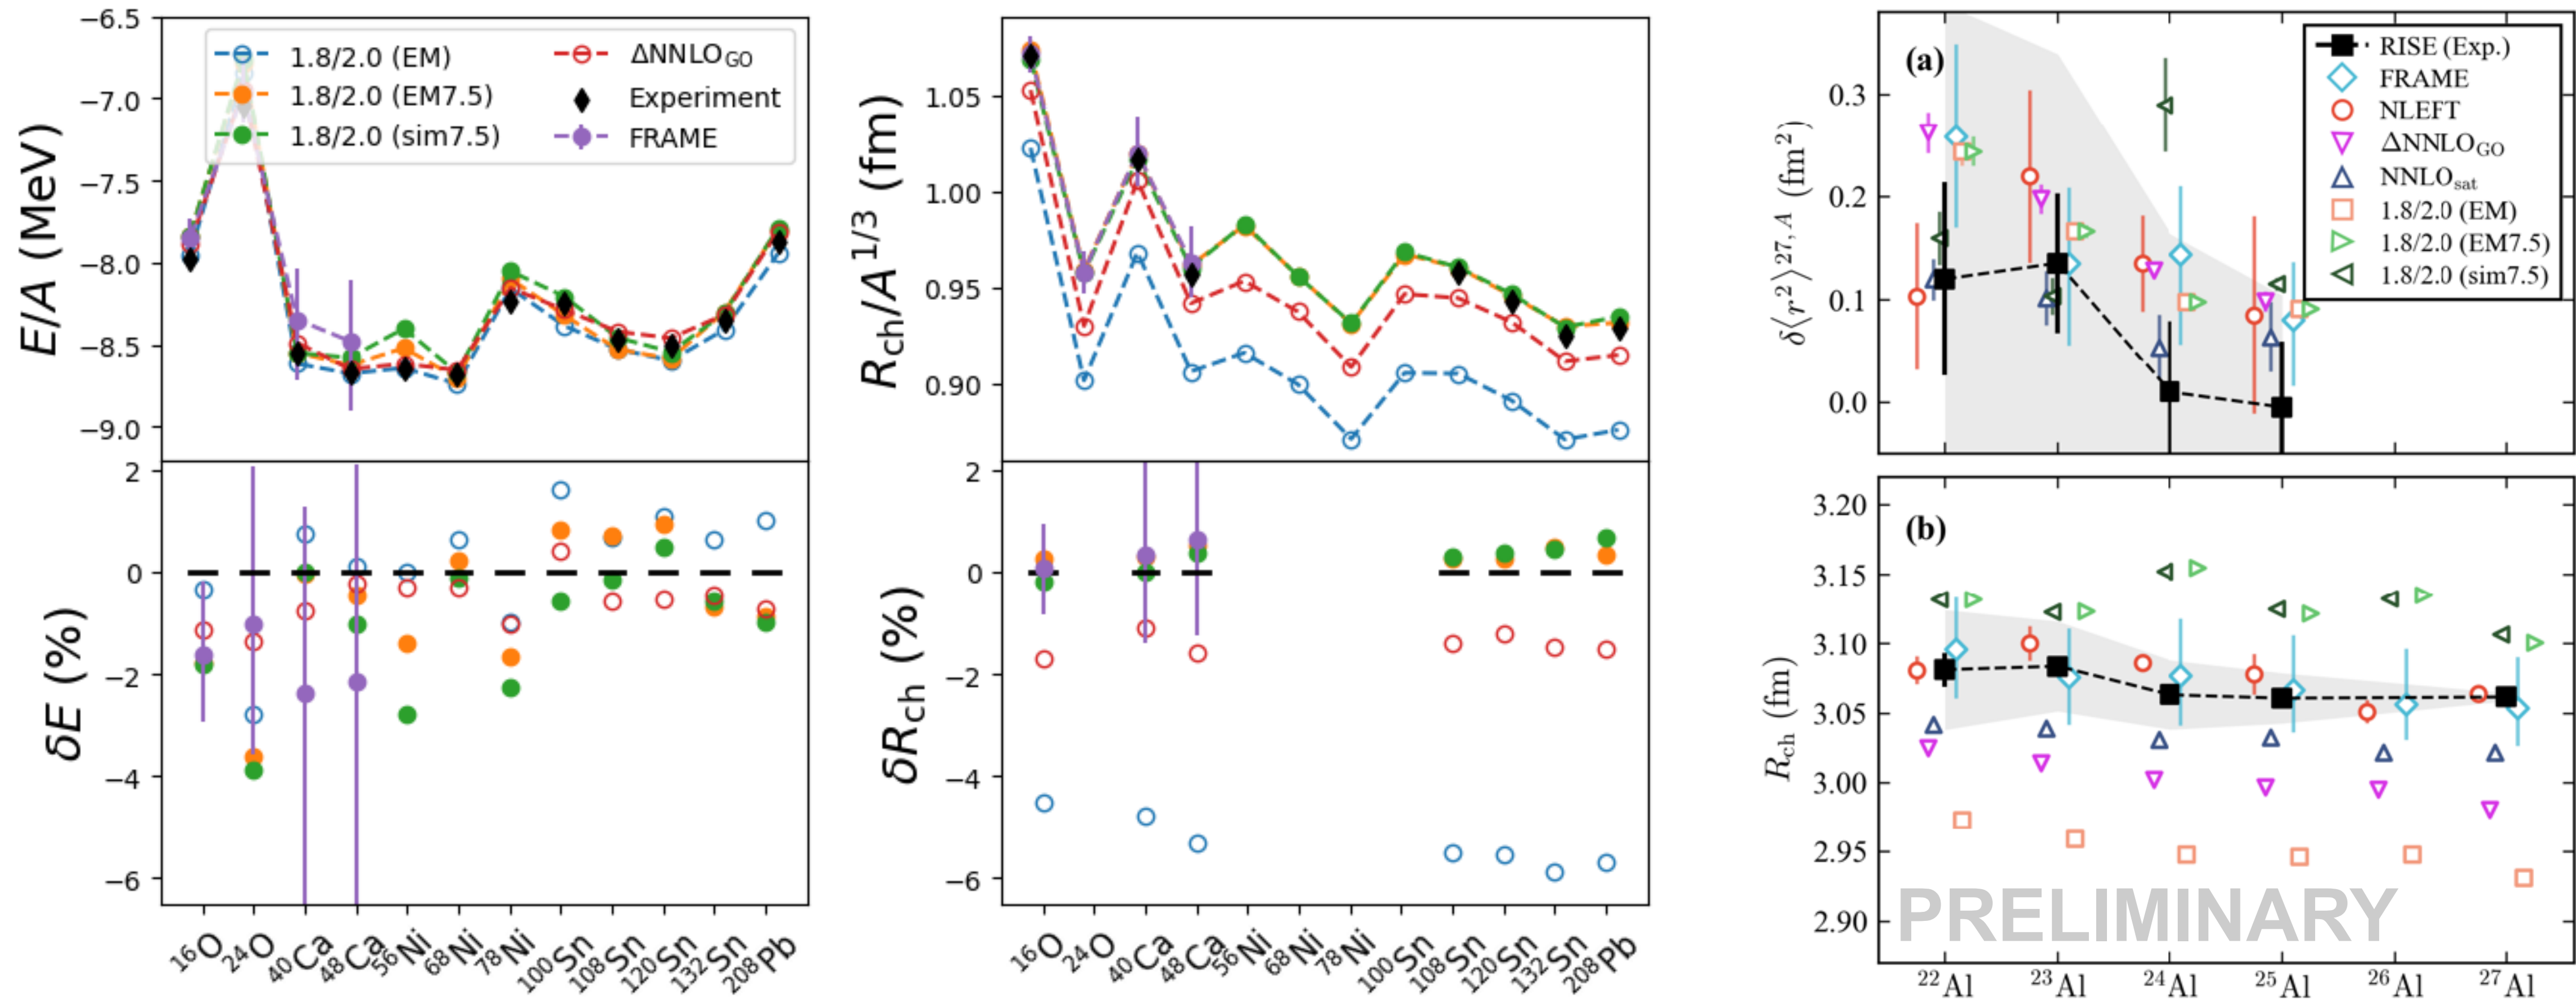 −6.5
−7.0
−7.5
−8.0
−8.5
−9.0
E/A (MeV)
1.8/2.0 (EM)
1.8/2.0 (EM7.5)
1.8/2.0 (sim7.5)
ΔNNLO_GO
Experiment
FRAME
2
0
−2
−4
−6
δE (%)
¹⁶O
²⁴O
⁴⁰Ca
⁴⁸Ca
⁵⁶Ni
⁶⁸Ni
⁷⁸Ni
¹⁰⁰Sn
¹⁰⁸Sn
¹²⁰Sn
¹³²Sn
²⁰⁸Pb
1.05
1.00
0.95
0.90
R_ch/A^1/3 (fm)
2
0
−2
−4
−6
δR_ch (%)
¹⁶O
²⁴O
⁴⁰Ca
⁴⁸Ca
⁵⁶Ni
⁶⁸Ni
⁷⁸Ni
¹⁰⁰Sn
¹⁰⁸Sn
¹²⁰Sn
¹³²Sn
²⁰⁸Pb
(a)
0.3
0.2
0.1
0.0
δ⟨r²⟩^27,A (fm²)
RISE (Exp.)
FRAME
NLEFT
ΔNNLO_GO
NNLO_sat
1.8/2.0 (EM)
1.8/2.0 (EM7.5)
1.8/2.0 (sim7.5)
(b)
3.20
3.15
3.10
3.05
3.00
2.95
2.90
R_ch (fm)
PRELIMINARY
²²Al
²³Al
²⁴Al
²⁵Al
²⁶Al
²⁷Al